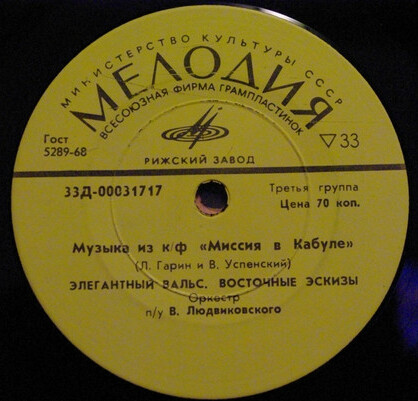 МИНИСТЕРСТВО КУЛЬТУРЫ СССР
МЕЛОДИЯ
ВСЕСОЮЗНАЯ ФИРМА ГРАМПЛАСТИНОК
Гост
5289-68
▽33
РИЖСКИЙ ЗАВОД
33Д-00031717
Третья группа
Цена 70 коп.
Музыка из к/ф «Миссия в Кабуле»
(Л. Гарин и В. Успенский)
ЭЛЕГАНТНЫЙ ВАЛЬС, ВОСТОЧНЫЕ ЭСКИЗЫ
Оркестр
п/у В. Людвиковского